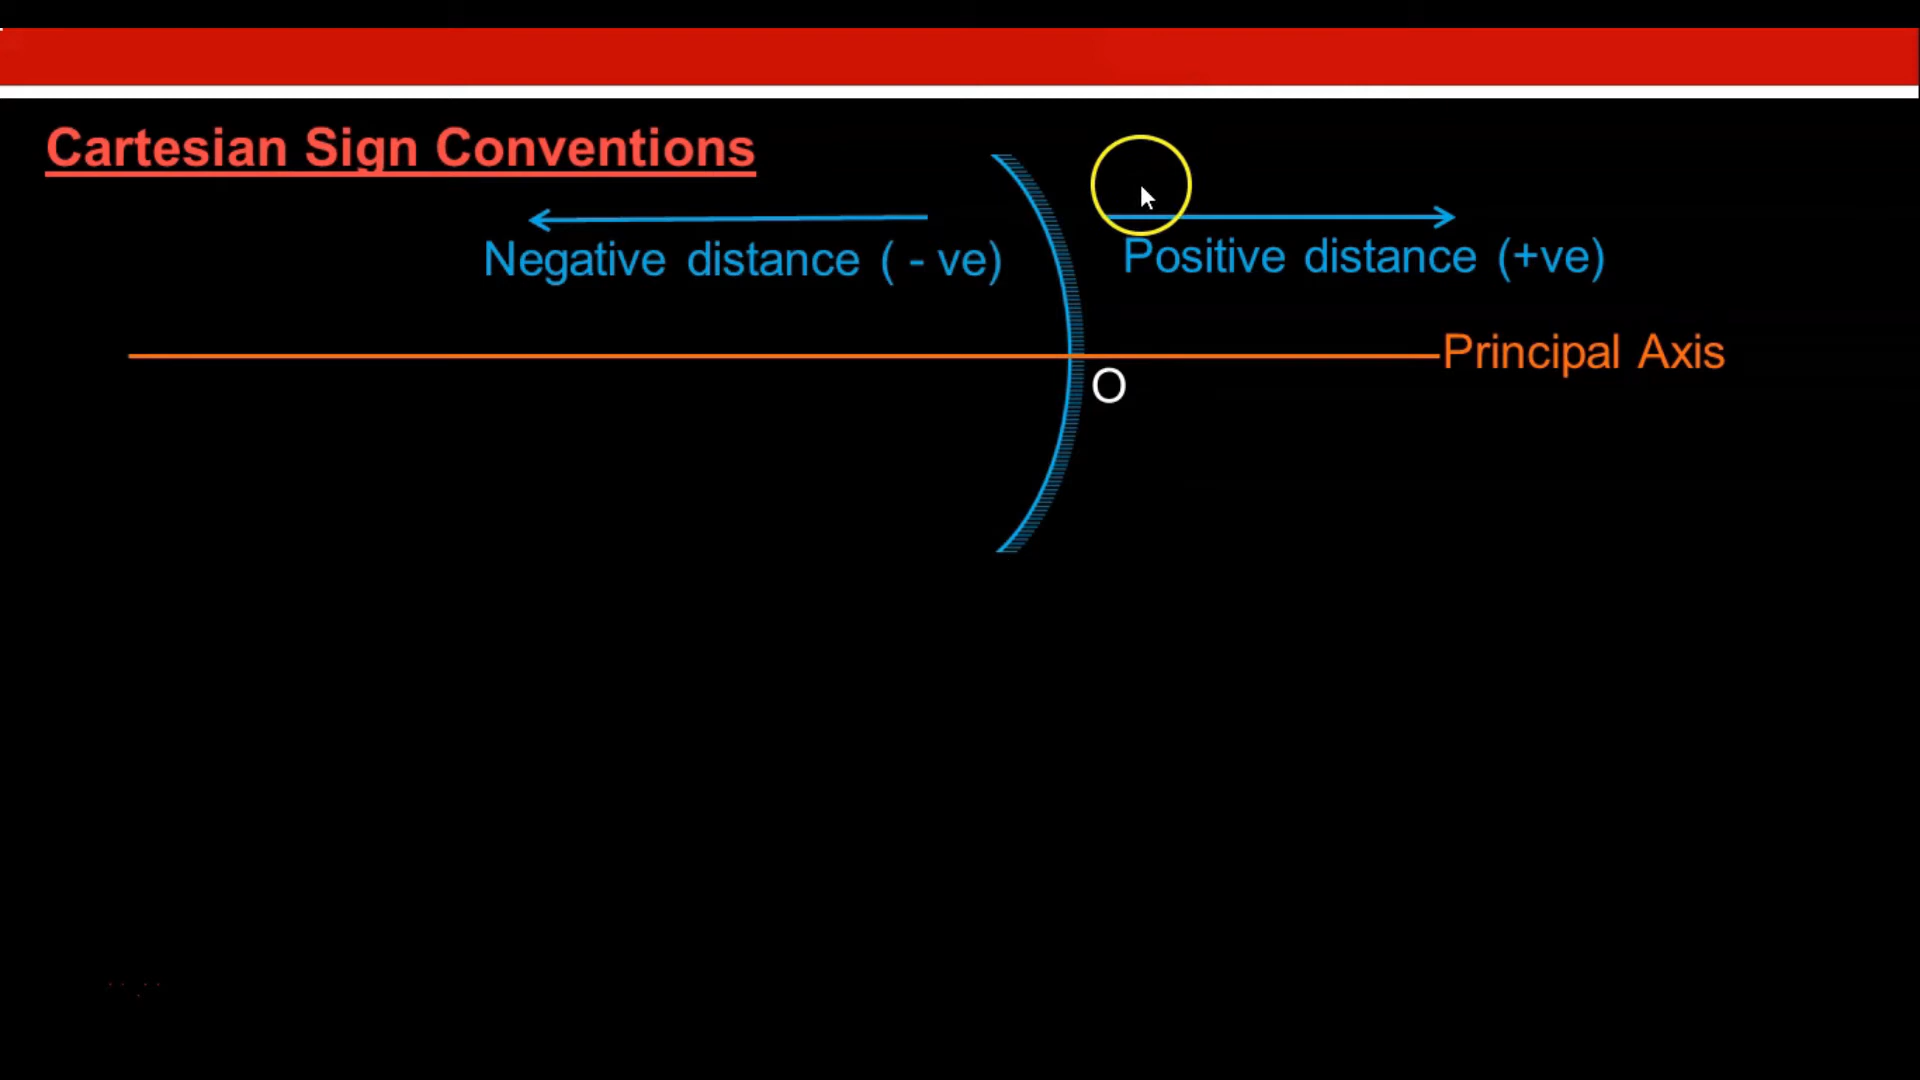 Cartesian Sign Conventions
Negative distance ( - ve)
Positive distance (+ve)
Principal Axis
O